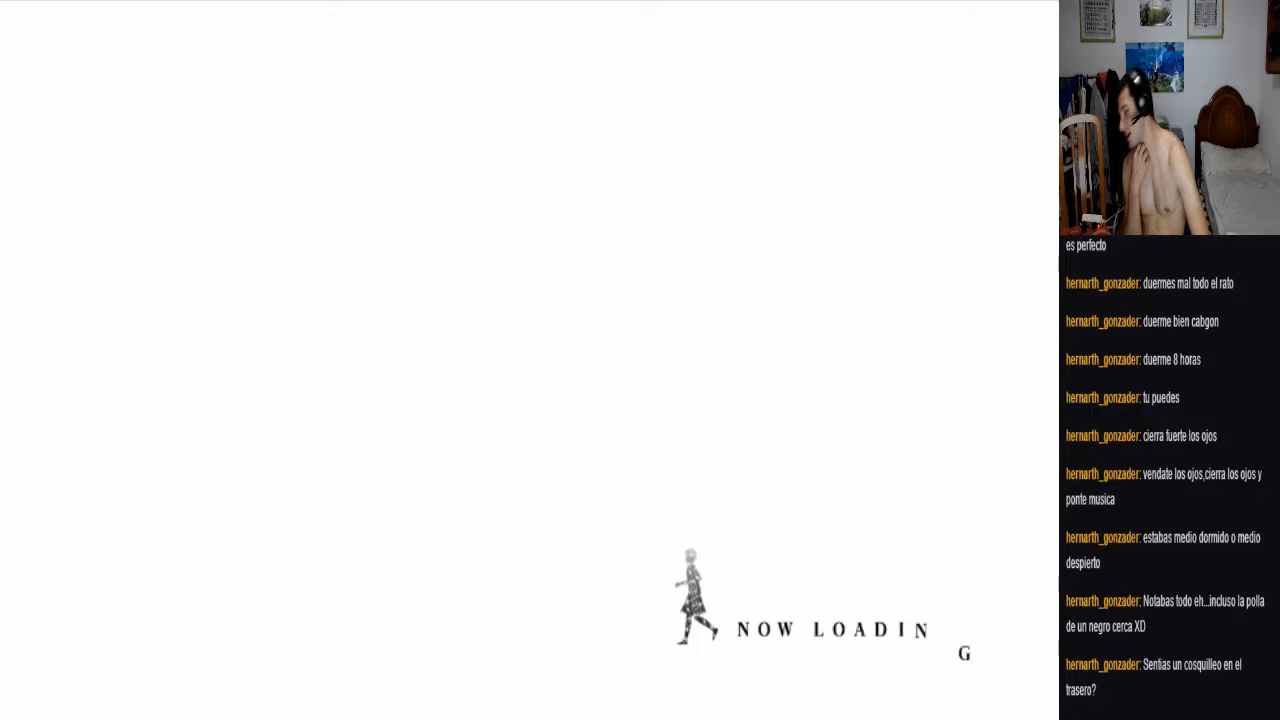 NOW LOADING
es perfecto
hernarth_gonzader: duermes mal todo el rato
hernarth_gonzader: duerme bien cabgon
hernarth_gonzader: duerme 8 horas
hernarth_gonzader: tu puedes
hernarth_gonzader: cierra fuerte los ojos
hernarth_gonzader: vendate los ojos,cierra los ojos y
ponte musica
hernarth_gonzader: estabas medio dormido o medio
despierto
hernarth_gonzader: Notabas todo eh...incluso la polla
de un negro cerca XD
hernarth_gonzader: Sentias un cosquilleo en el
trasero?